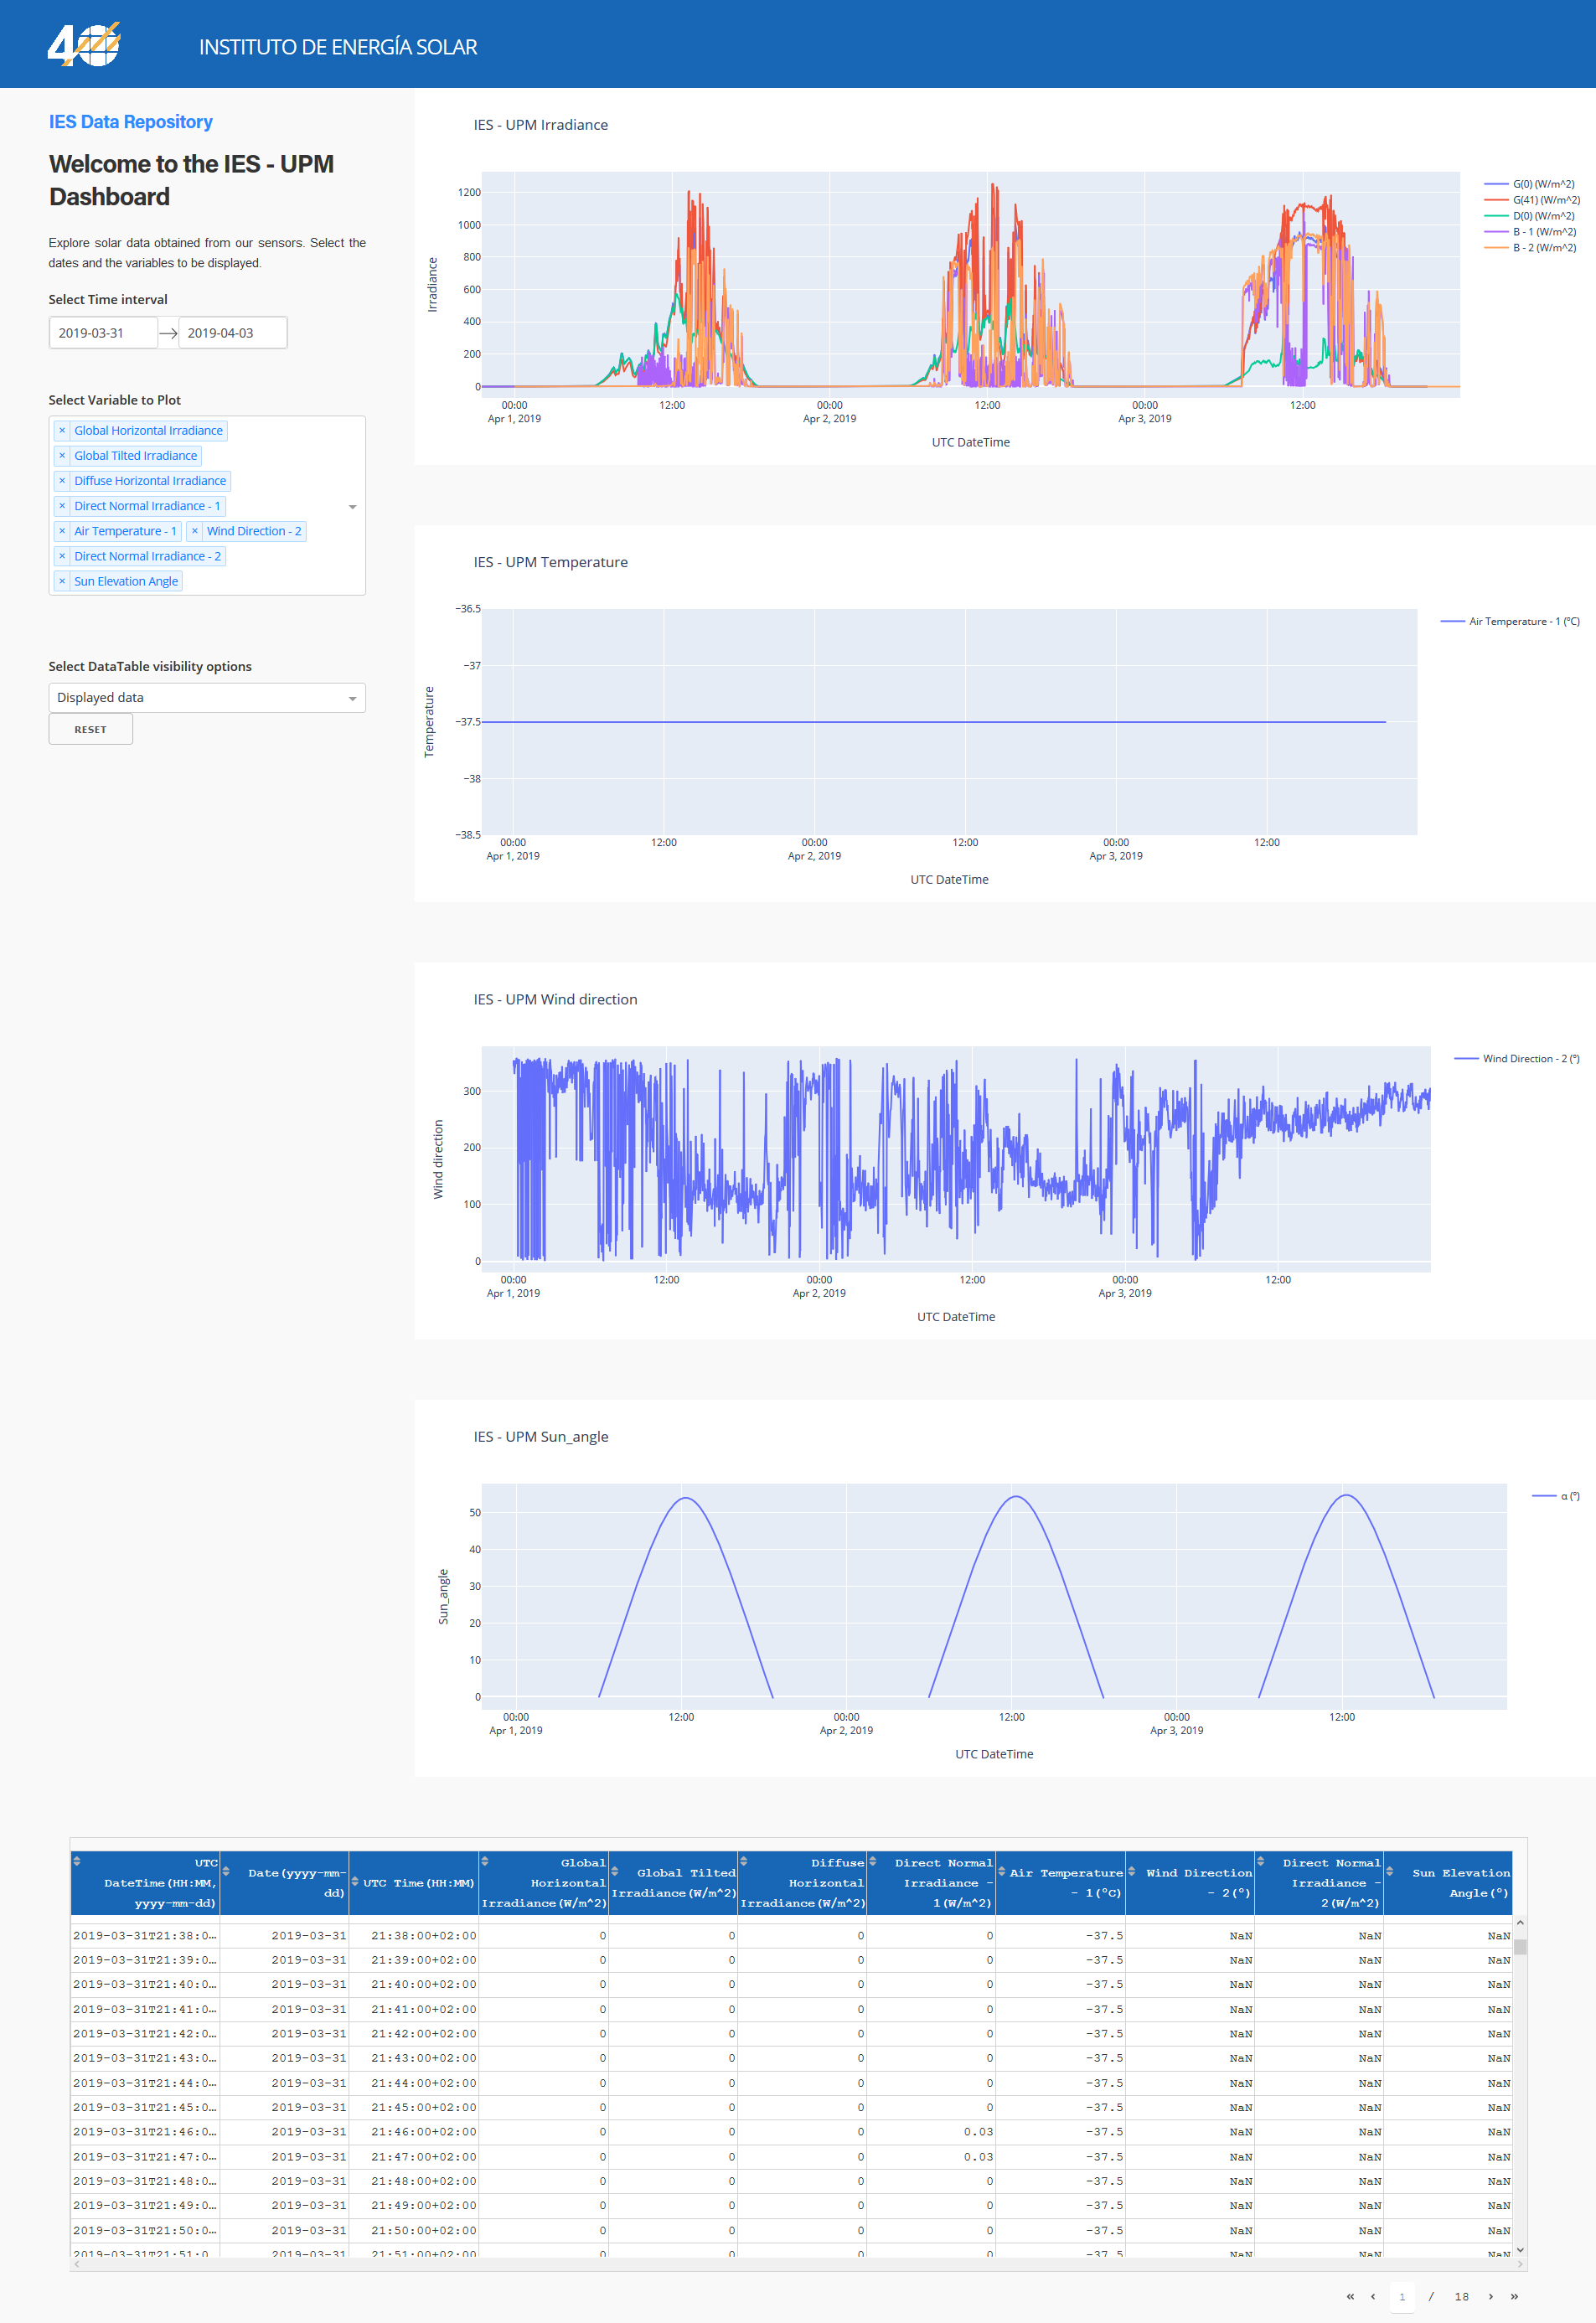 40
INSTITUTO DE ENERGÍA SOLAR
IES Data Repository
Welcome to the IES - UPM
Dashboard
Explore solar data obtained from our sensors. Select the
dates and the variables to be displayed.
Select Time interval
2019-03-31 → 2019-04-03
Select Variable to Plot
× Global Horizontal Irradiance
× Global Tilted Irradiance
× Diffuse Horizontal Irradiance
× Direct Normal Irradiance - 1
× Air Temperature - 1 × Wind Direction - 2
× Direct Normal Irradiance - 2
× Sun Elevation Angle
Select DataTable visibility options
Displayed data
RESET
IES - UPM Irradiance
1200
1000
800
600
400
200
0
Irradiance
00:00 12:00 00:00 12:00 00:00 12:00
Apr 1, 2019 Apr 2, 2019 Apr 3, 2019
UTC DateTime
G(0) (W/m^2)
G(41) (W/m^2)
D(0) (W/m^2)
B - 1 (W/m^2)
B - 2 (W/m^2)
IES - UPM Temperature
−36.5
−37
−37.5
−38
−38.5
Temperature
00:00 12:00 00:00 12:00 00:00 12:00
Apr 1, 2019 Apr 2, 2019 Apr 3, 2019
UTC DateTime
Air Temperature - 1 (ºC)
IES - UPM Wind direction
300
200
100
0
Wind direction
00:00 12:00 00:00 12:00 00:00 12:00
Apr 1, 2019 Apr 2, 2019 Apr 3, 2019
UTC DateTime
Wind Direction - 2 (º)
IES - UPM Sun_angle
50
40
30
20
10
0
Sun_angle
00:00 12:00 00:00 12:00 00:00 12:00
Apr 1, 2019 Apr 2, 2019 Apr 3, 2019
UTC DateTime
α (º)
UTC DateTime(HH:MM, yyyy-mm-dd) Date(yyyy-mm-dd) UTC Time(HH:MM) Global Horizontal Irradiance(W/m^2) Global Tilted Irradiance(W/m^2) Diffuse Horizontal Irradiance(W/m^2) Direct Normal Irradiance - 1(W/m^2) Air Temperature - 1(ºC) Wind Direction - 2(º) Direct Normal Irradiance - 2(W/m^2) Sun Elevation Angle(º)
2019-03-31T21:38:0… 2019-03-31 21:38:00+02:00 0 0 0 0 -37.5 NaN NaN NaN
2019-03-31T21:39:0… 2019-03-31 21:39:00+02:00 0 0 0 0 -37.5 NaN NaN NaN
2019-03-31T21:40:0… 2019-03-31 21:40:00+02:00 0 0 0 0 -37.5 NaN NaN NaN
2019-03-31T21:41:0… 2019-03-31 21:41:00+02:00 0 0 0 0 -37.5 NaN NaN NaN
2019-03-31T21:42:0… 2019-03-31 21:42:00+02:00 0 0 0 0 -37.5 NaN NaN NaN
2019-03-31T21:43:0… 2019-03-31 21:43:00+02:00 0 0 0 0 -37.5 NaN NaN NaN
2019-03-31T21:44:0… 2019-03-31 21:44:00+02:00 0 0 0 0 -37.5 NaN NaN NaN
2019-03-31T21:45:0… 2019-03-31 21:45:00+02:00 0 0 0 0 -37.5 NaN NaN NaN
2019-03-31T21:46:0… 2019-03-31 21:46:00+02:00 0 0 0 0.03 -37.5 NaN NaN NaN
2019-03-31T21:47:0… 2019-03-31 21:47:00+02:00 0 0 0 0.03 -37.5 NaN NaN NaN
2019-03-31T21:48:0… 2019-03-31 21:48:00+02:00 0 0 0 0 -37.5 NaN NaN NaN
2019-03-31T21:49:0… 2019-03-31 21:49:00+02:00 0 0 0 0 -37.5 NaN NaN NaN
2019-03-31T21:50:0… 2019-03-31 21:50:00+02:00 0 0 0 0 -37.5 NaN NaN NaN
2019-03-31T21:51:0… 2019-03-31 21:51:00+02:00 0 0 0 0 -37.5 NaN NaN NaN
« ‹ 1 / 18 › »